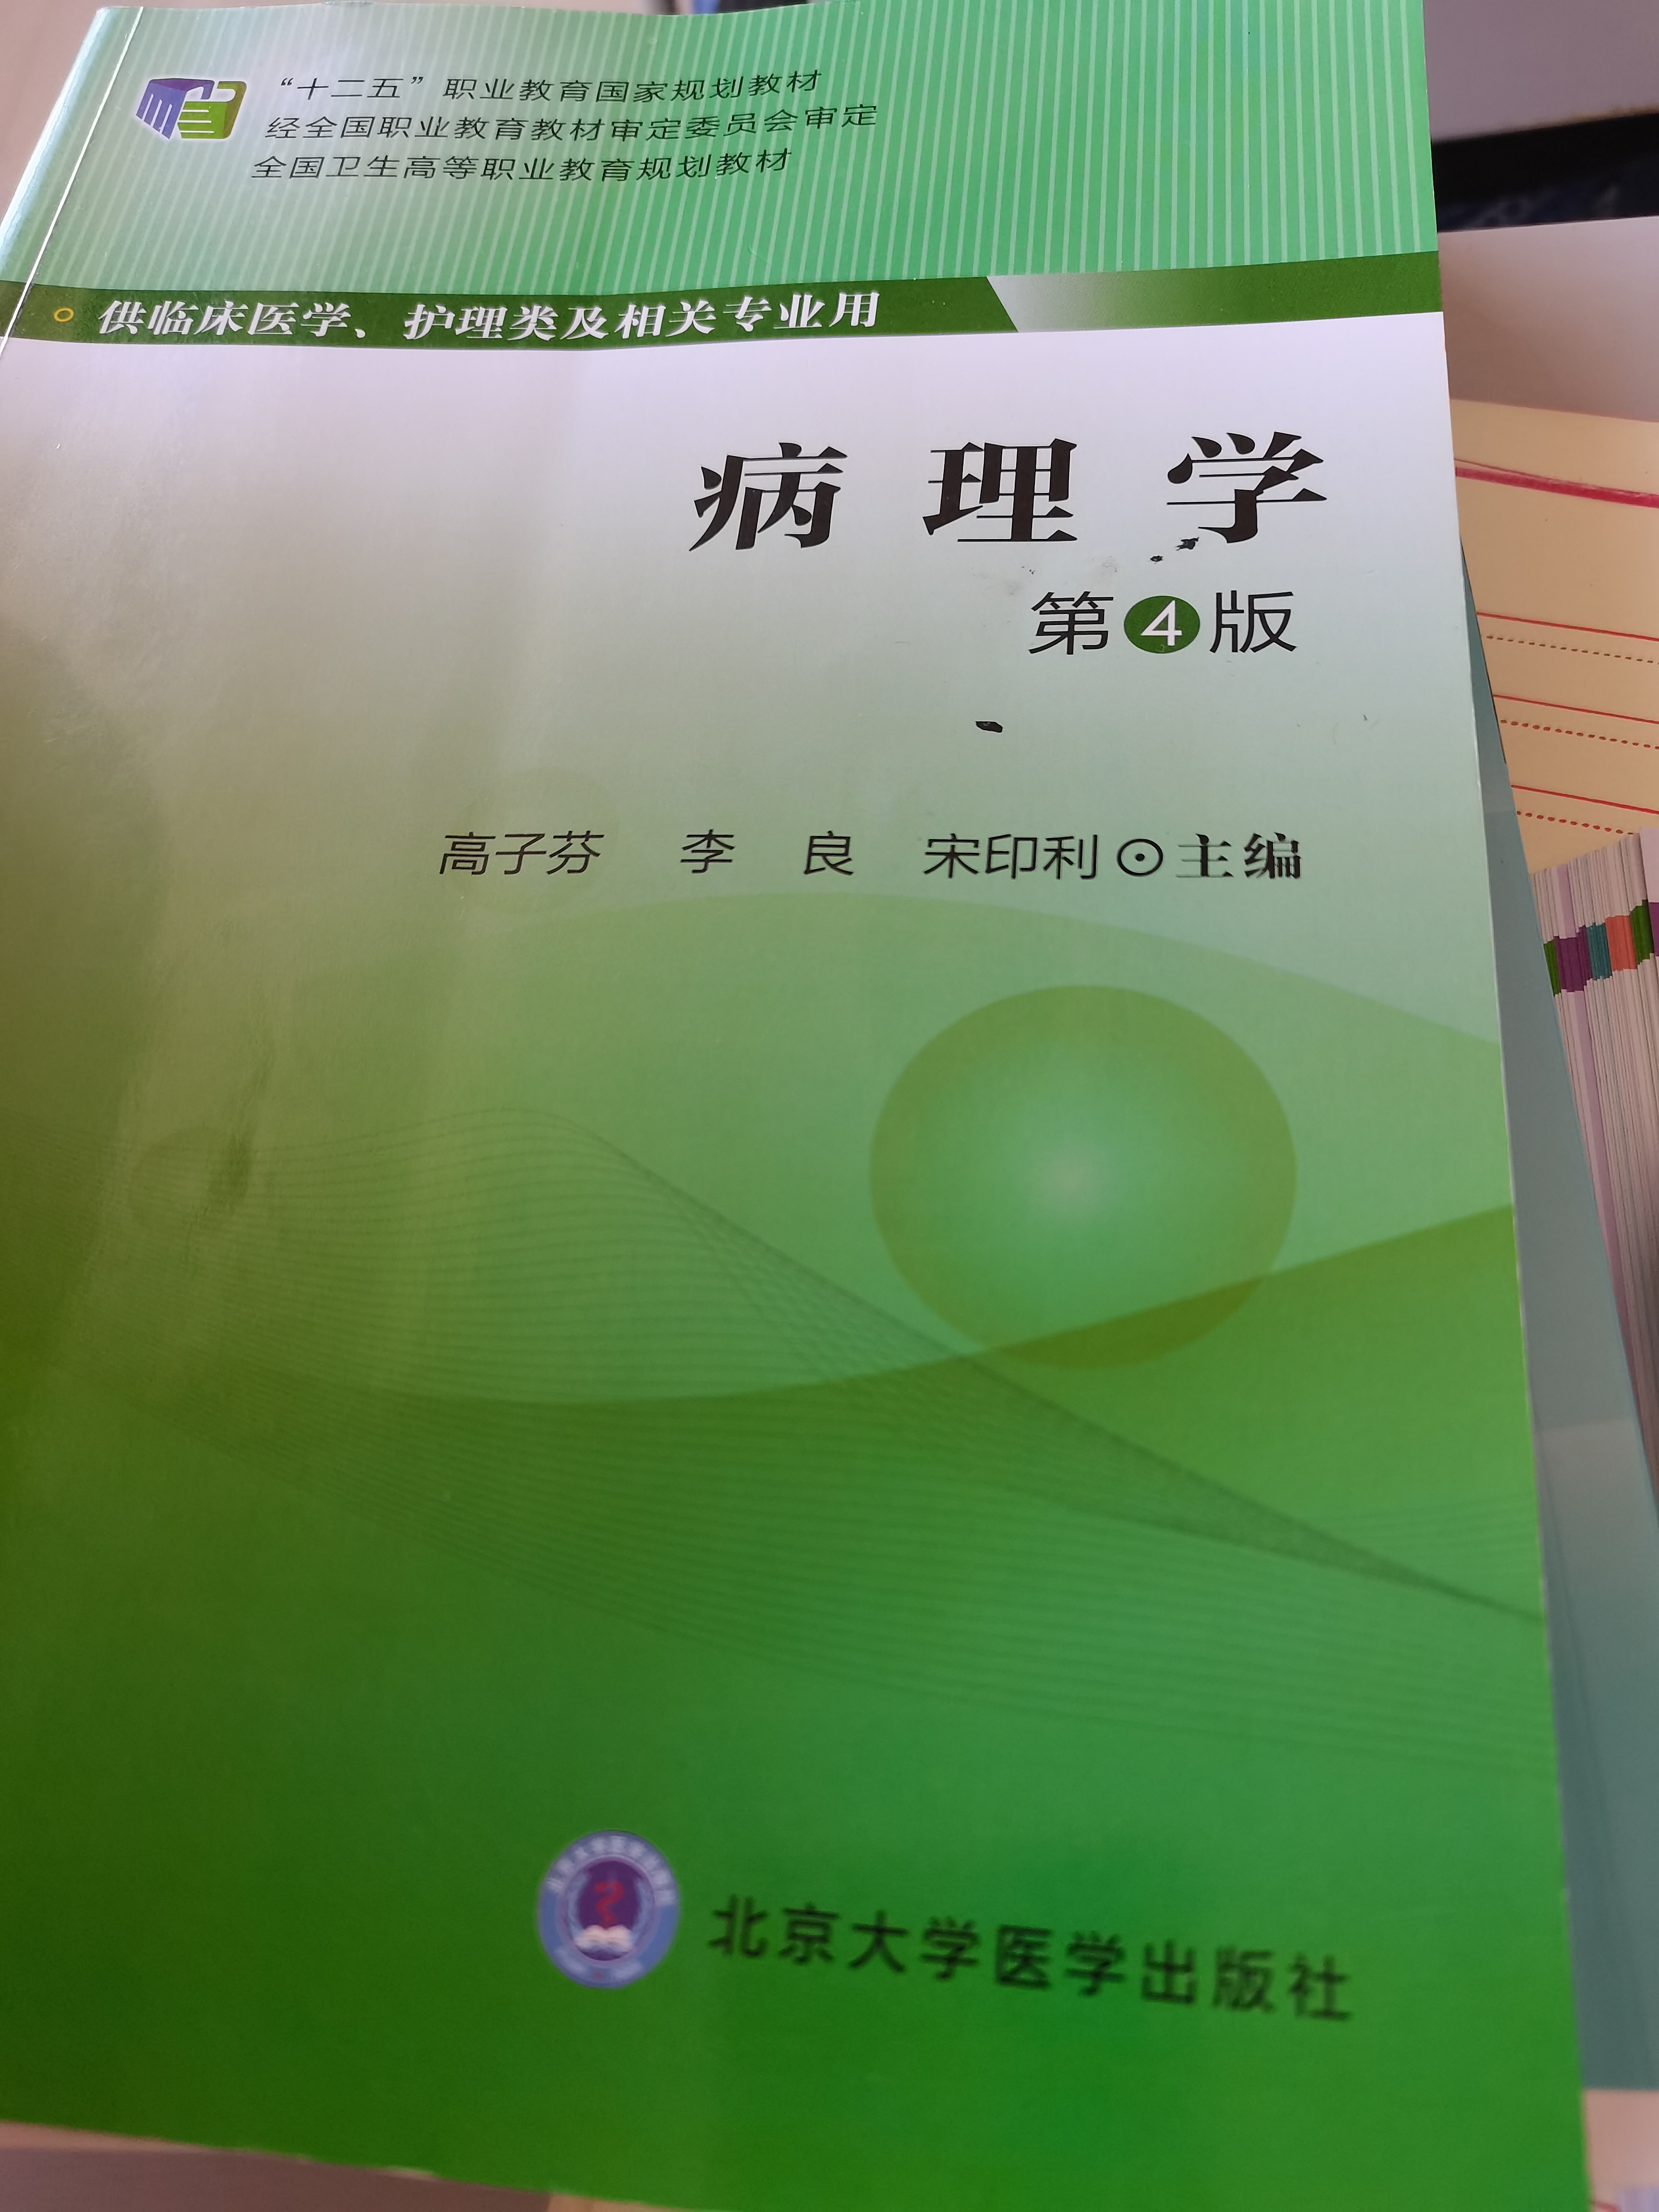 “十二五”职业教育国家规划教材
经全国职业教育教材审定委员会审定
全国卫生高等职业教育规划教材
供临床医学、护理类及相关专业用
病理学
第4版
高子芬 李良 宋印利⊙主编
北京大学医学出版社